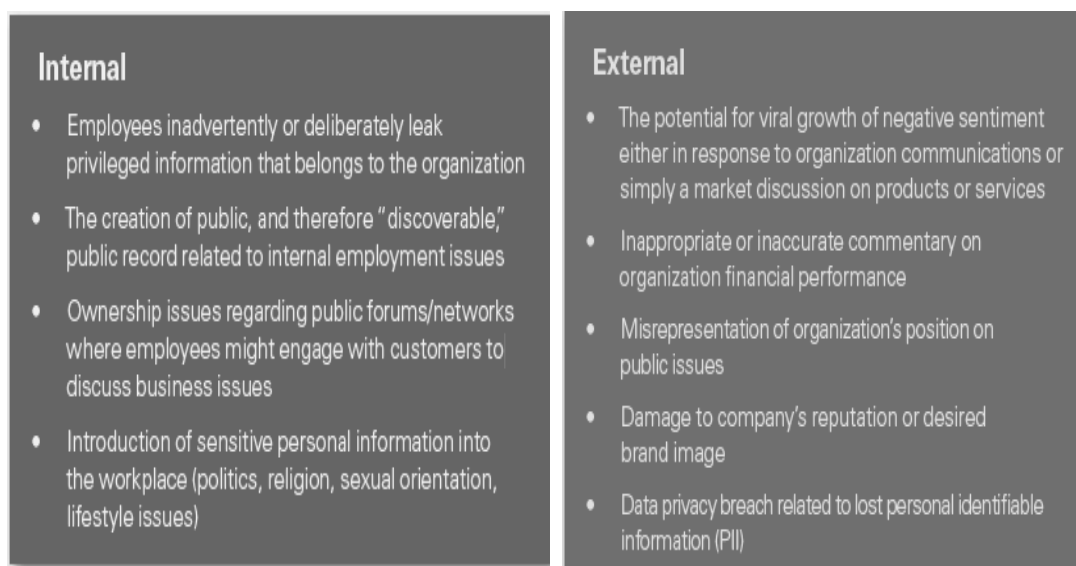 Internal
• Employees inadvertently or deliberately leak
privileged information that belongs to the organization
• The creation of public, and therefore “discoverable,”
public record related to internal employment issues
• Ownership issues regarding public forums/networks
where employees might engage with customers to
discuss business issues
• Introduction of sensitive personal information into
the workplace (politics, religion, sexual orientation,
lifestyle issues)
External
• The potential for viral growth of negative sentiment
either in response to organization communications or
simply a market discussion on products or services
• Inappropriate or inaccurate commentary on
organization financial performance
• Misrepresentation of organization’s position on
public issues
• Damage to company’s reputation or desired
brand image
• Data privacy breach related to lost personal identifiable
information (PII)